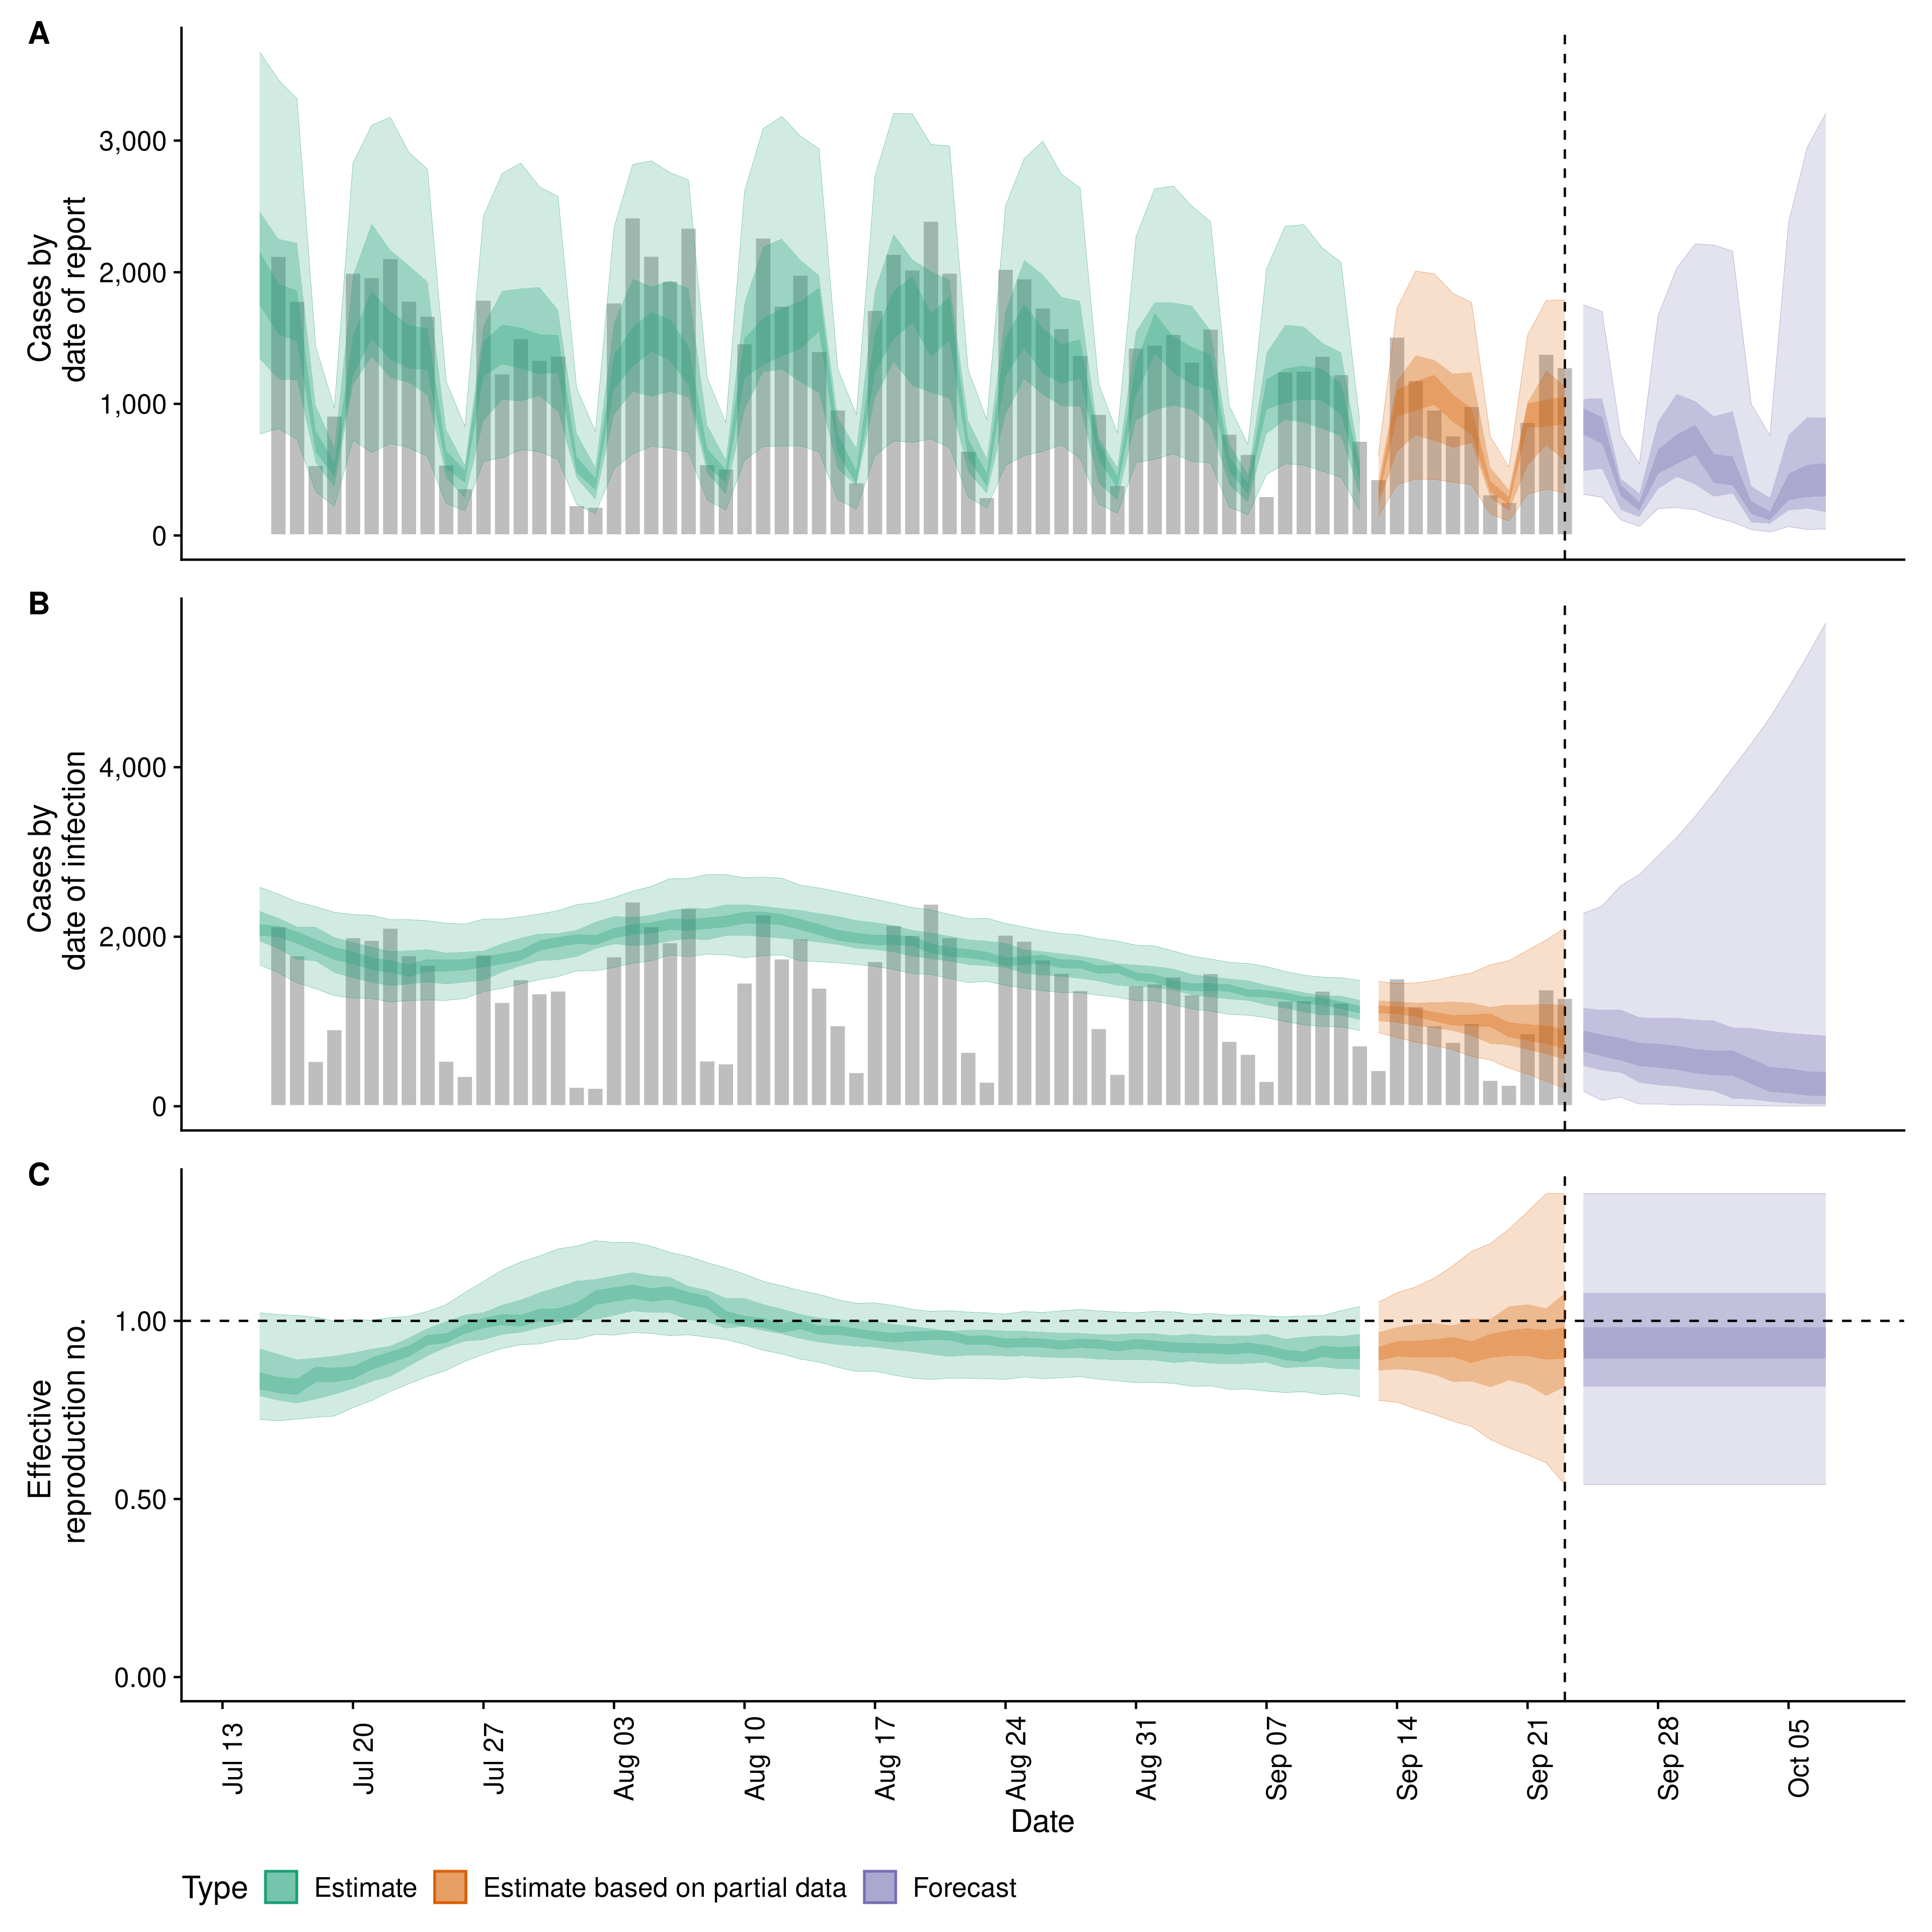 A
Cases by
date of report
3,000
2,000
1,000
0
B
Cases by
date of infection
4,000
2,000
0
C
Effective
reproduction no.
1.00
0.50
0.00
Jul 13
Jul 20
Jul 27
Aug 03
Aug 10
Aug 17
Aug 24
Aug 31
Sep 07
Sep 14
Sep 21
Sep 28
Oct 05
Date
Type Estimate Estimate based on partial data Forecast